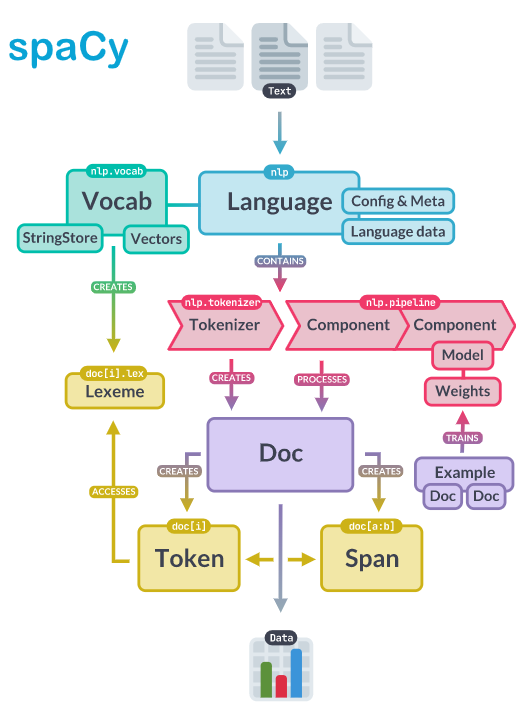 spaCy
Text
nlp.vocab
Vocab
StringStore
Vectors
nlp
Language
Config & Meta
Language data
CREATES
CONTAINS
nlp.tokenizer
Tokenizer
nlp.pipeline
Component
Component
Model
Weights
doc[i].lex
Lexeme
CREATES
PROCESSES
TRAINS
Doc
Example
Doc
Doc
CREATES
CREATES
ACCESSES
doc[i]
Token
doc[a:b]
Span
Data